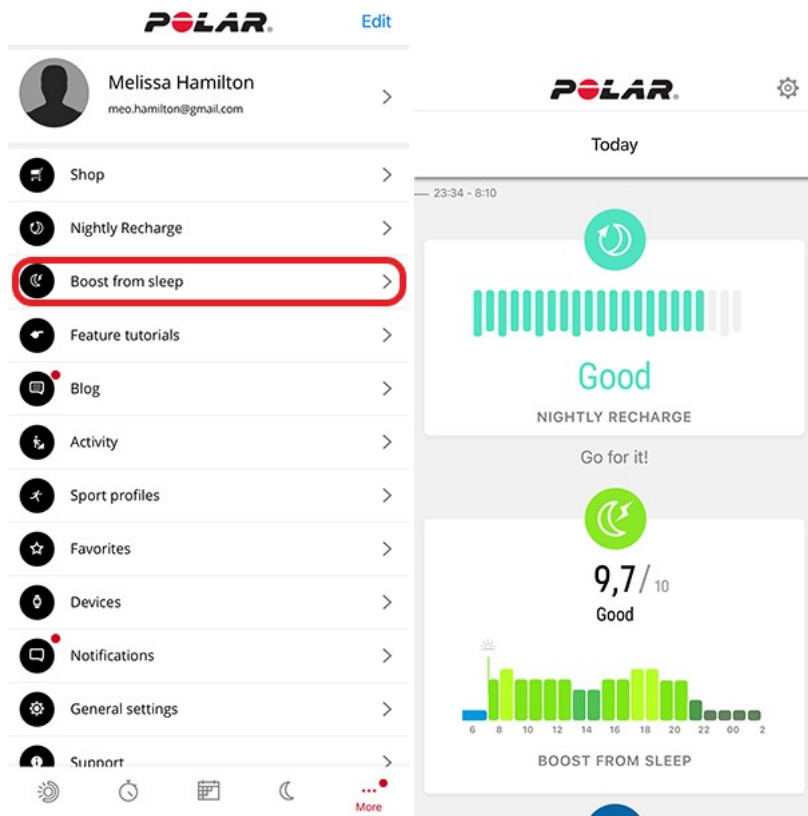 POLAR.
Edit
Melissa Hamilton
meo.hamilton@gmail.com
Shop
Nightly Recharge
Boost from sleep
Feature tutorials
Blog
Activity
Sport profiles
Favorites
Devices
Notifications
General settings
Support
More
POLAR.
Today
23:34 - 8:10
Good
NIGHTLY RECHARGE
Go for it!
9,7/ 10
Good
6 8 10 12 14 16 18 20 22 00 2
BOOST FROM SLEEP